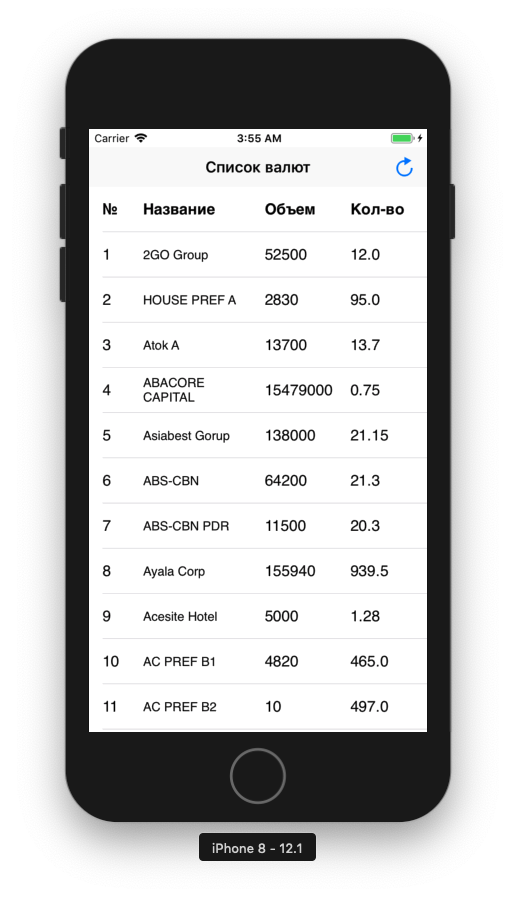 Carrier 3:55 AM
Список валют
№ Название Объем Кол-во
1 2GO Group 52500 12.0
2 HOUSE PREF A 2830 95.0
3 Atok A 13700 13.7
4 ABACORE CAPITAL 15479000 0.75
5 Asiabest Gorup 138000 21.15
6 ABS-CBN 64200 21.3
7 ABS-CBN PDR 11500 20.3
8 Ayala Corp 155940 939.5
9 Acesite Hotel 5000 1.28
10 AC PREF B1 4820 465.0
11 AC PREF B2 10 497.0
iPhone 8 - 12.1